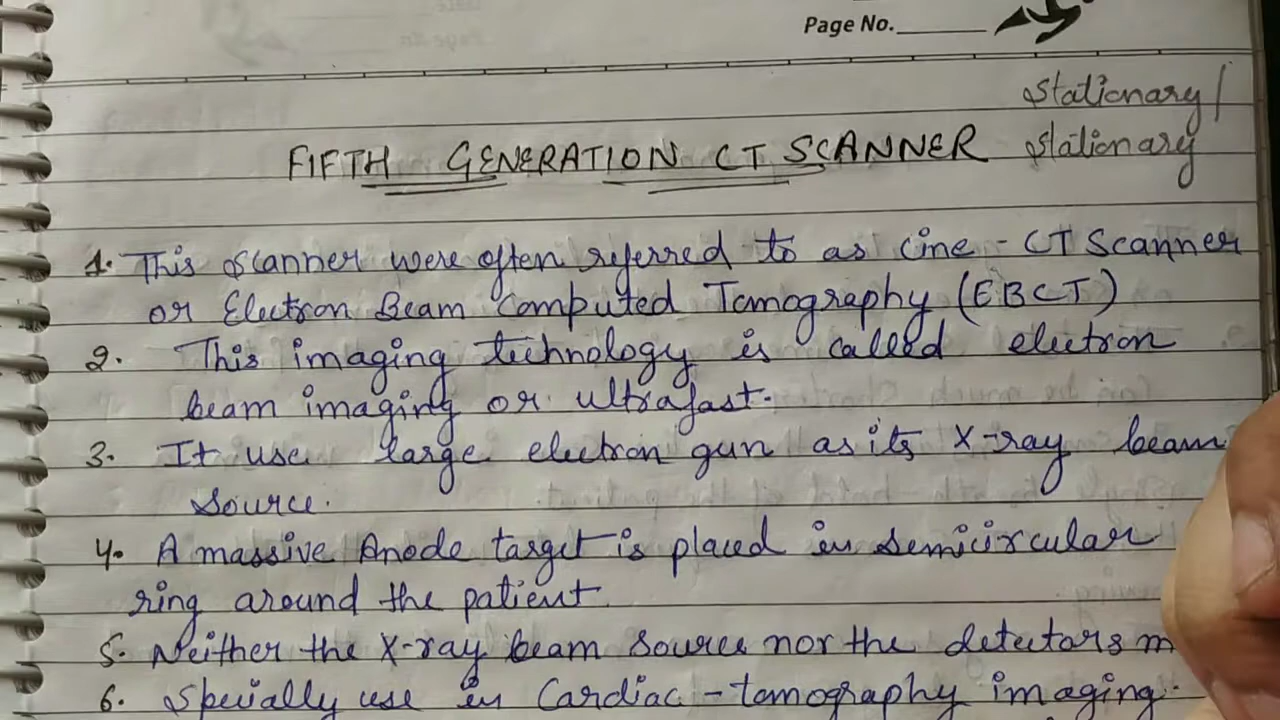 Page No.
Stationary/
FIFTH GENERATION CT SCANNER stationary
1. This scanner were often referred to as Cine - CT Scanner
or Electron Beam Computed Tomography (EBCT)
2. This imaging technology is called electron
beam imaging or ultrafast.
3. It use large electron gun as its X-ray beam
source.
4. A massive Anode target is placed in semicircular
ring around the patient.
5. Neither the X-ray beam source nor the detectors m
6. Specially use in Cardiac - tomography imaging.